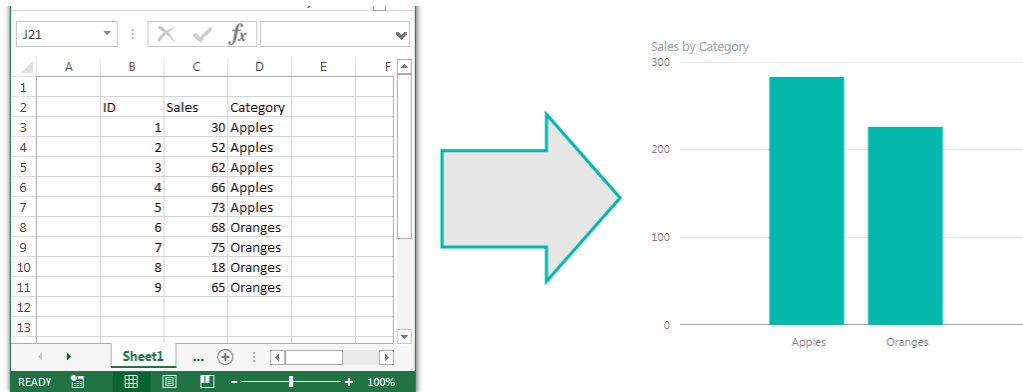 J21 fx
A B C D E F
1
2 ID Sales Category
3 1 30 Apples
4 2 52 Apples
5 3 62 Apples
6 4 66 Apples
7 5 73 Apples
8 6 68 Oranges
9 7 75 Oranges
10 8 18 Oranges
11 9 65 Oranges
12
13
Sheet1 ...
READY 100%
Sales by Category
300
200
100
0
Apples Oranges